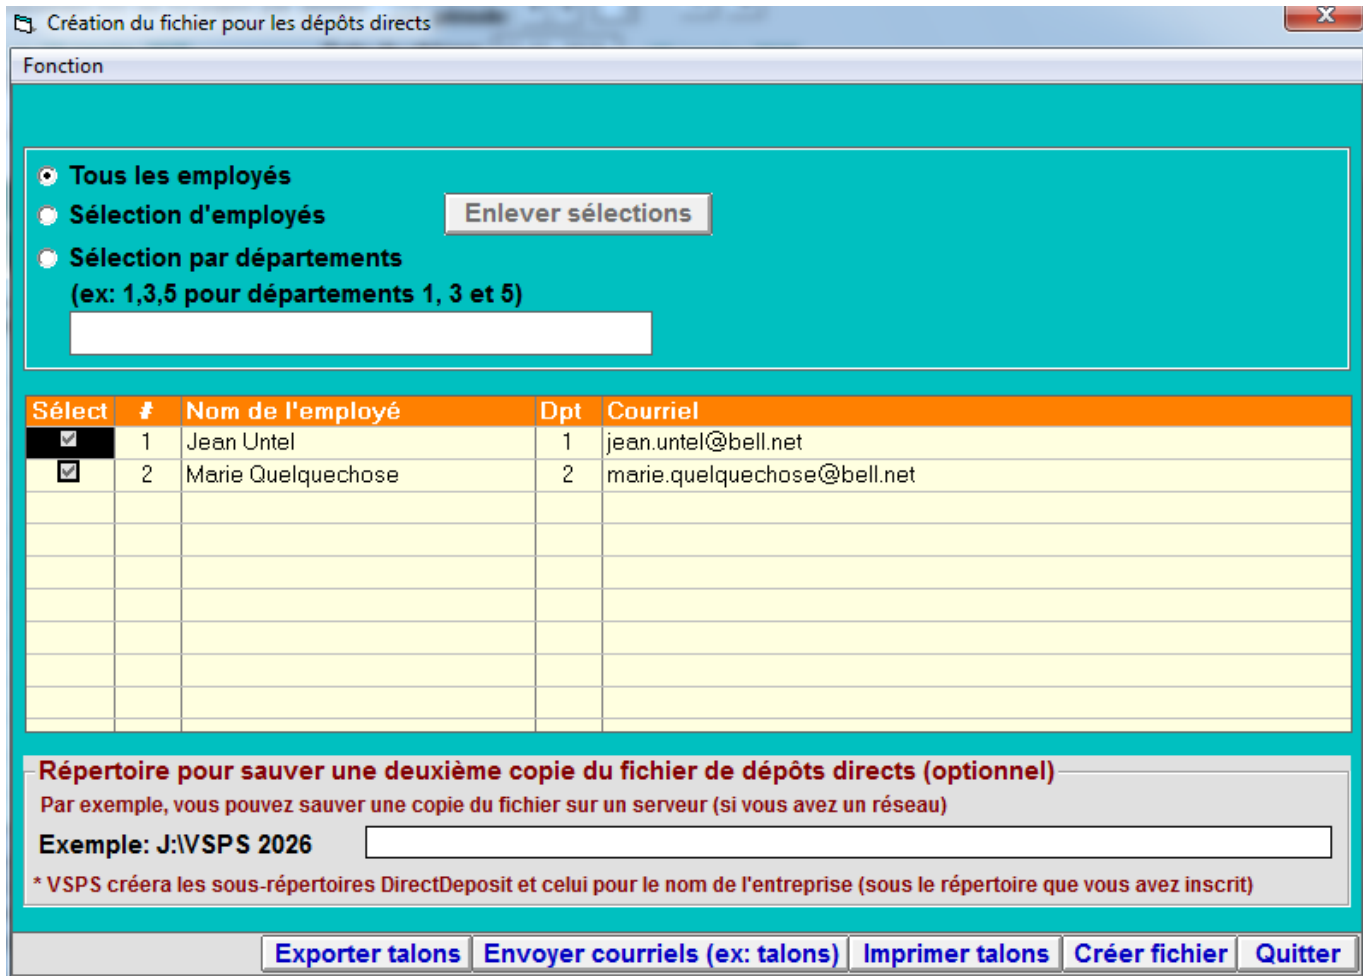 Création du fichier pour les dépôts directs
Fonction
Tous les employés
Sélection d'employés
Enlever sélections
Sélection par départements
(ex: 1,3,5 pour départements 1, 3 et 5)
Sélect # Nom de l'employé Dpt Courriel
1 Jean Untel 1 jean.untel@bell.net
2 Marie Quelquechose 2 marie.quelquechose@bell.net
Répertoire pour sauver une deuxième copie du fichier de dépôts directs (optionnel)
Par exemple, vous pouvez sauver une copie du fichier sur un serveur (si vous avez un réseau)
Exemple: J:\VSPS 2026
* VSPS créera les sous-répertoires DirectDeposit et celui pour le nom de l'entreprise (sous le répertoire que vous avez inscrit)
Exporter talons Envoyer courriels (ex: talons) Imprimer talons Créer fichier Quitter